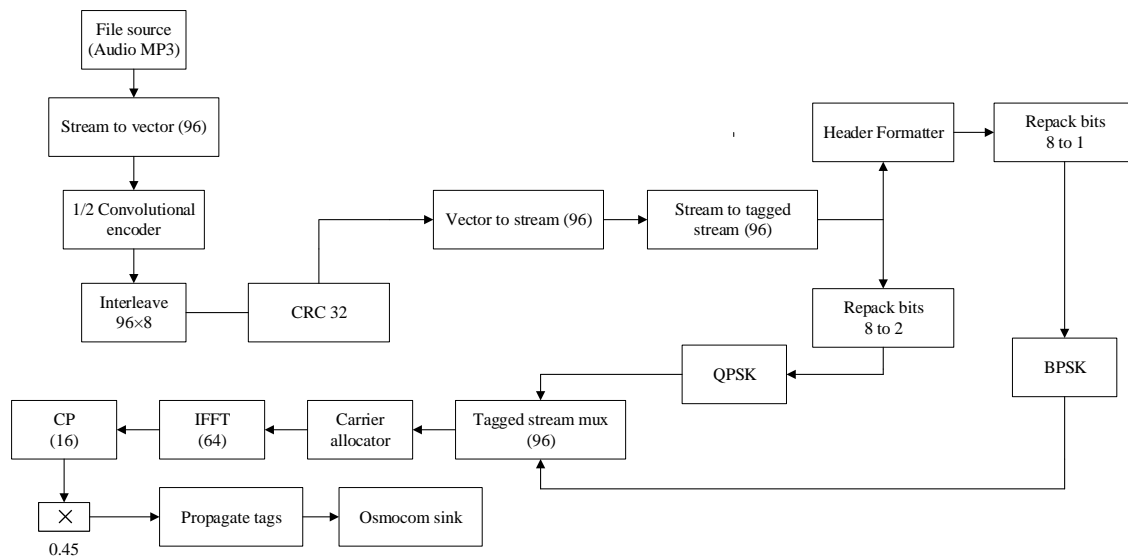 File source
(Audio MP3)
Stream to vector (96)
1/2 Convolutional
encoder
Interleave
96×8
CRC 32
Vector to stream (96)
Stream to tagged
stream (96)
Header Formatter
Repack bits
8 to 1
Repack bits
8 to 2
BPSK
QPSK
Tagged stream mux
(96)
Carrier
allocator
IFFT
(64)
CP
(16)
×
0.45
Propagate tags
Osmocom sink